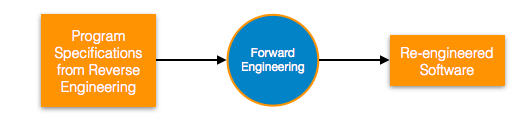 Program
Specifications
from Reverse
Engineering
Forward
Engineering
Re-engineered
Software